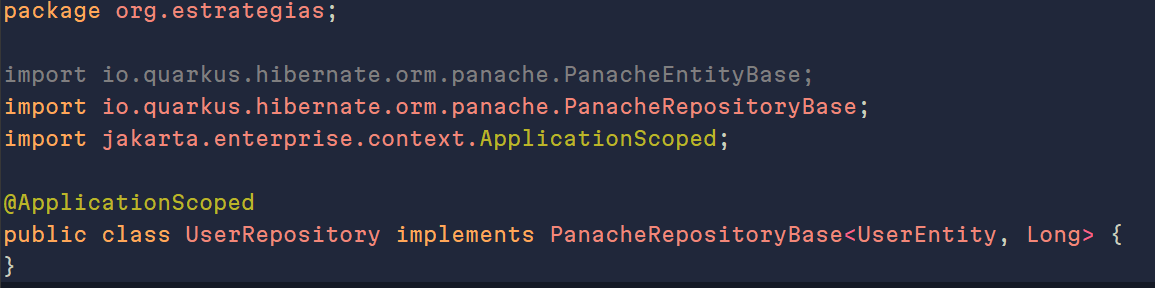 package org.estrategias;
import io.quarkus.hibernate.orm.panache.PanacheEntityBase;
import io.quarkus.hibernate.orm.panache.PanacheRepositoryBase;
import jakarta.enterprise.context.ApplicationScoped;
@ApplicationScoped
public class UserRepository implements PanacheRepositoryBase<UserEntity, Long> {
}